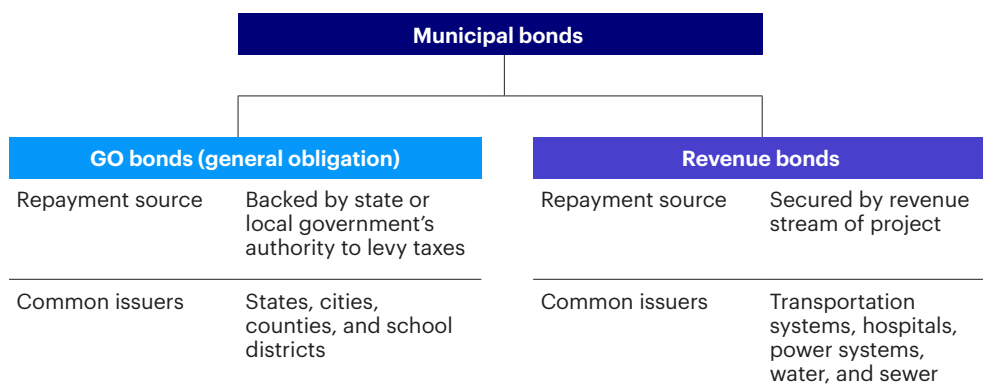 Municipal bonds
GO bonds (general obligation)
Repayment source
Backed by state or
local government’s
authority to levy taxes
Common issuers
States, cities,
counties, and school
districts
Revenue bonds
Repayment source
Secured by revenue
stream of project
Common issuers
Transportation
systems, hospitals,
power systems,
water, and sewer